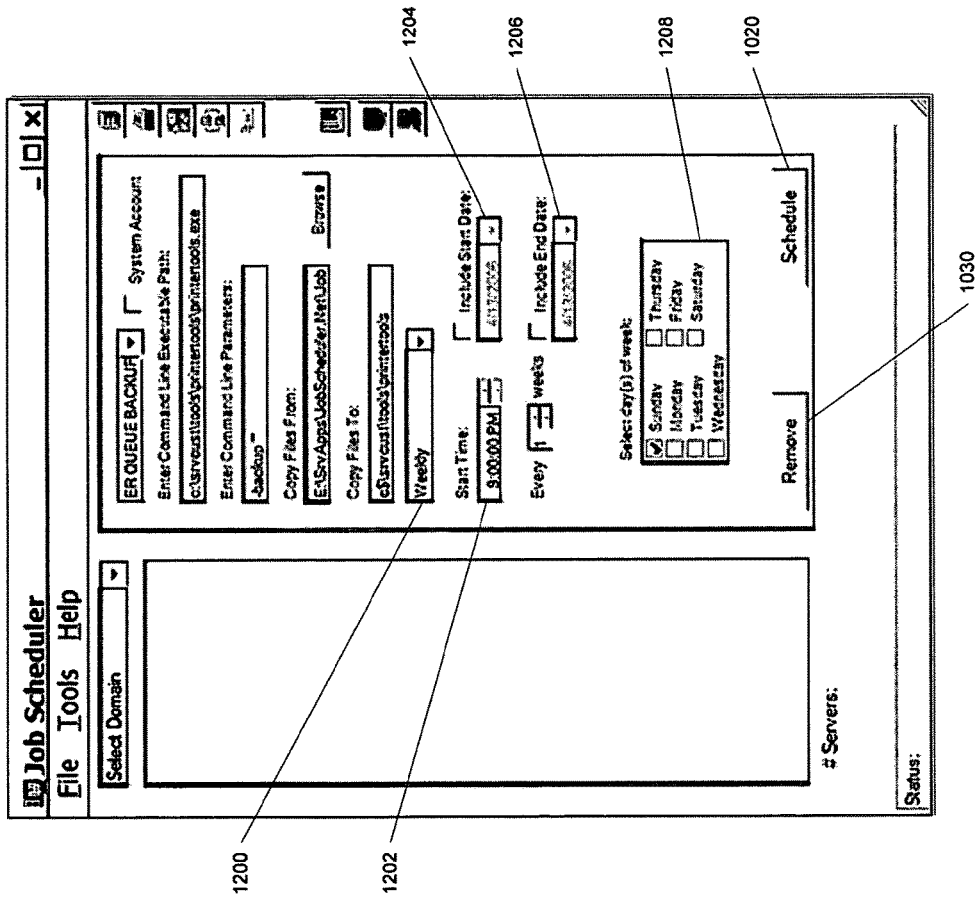 Job Scheduler
File Tools Help
Select Domain
# Servers:
Status:
ER QUEUE BACKUP
System Account
Enter Command Line Executable Path:
c:\srvcust\tools\printertools\printertools.exe
Enter Command Line Parameters:
-backup
Copy Files From:
E:\SrvApps\JobScheduler.Net\Job
Browse
Copy Files To:
c$\srvcust\tools\printertools
Weekly
Start Time:
9:00:00 PM
Include Start Date:
Every 1 weeks
Include End Date:
Select day(s) of week:
Sunday
Monday
Tuesday
Wednesday
Thursday
Friday
Saturday
Remove
Schedule
1200
1202
1204
1206
1208
1020
1030